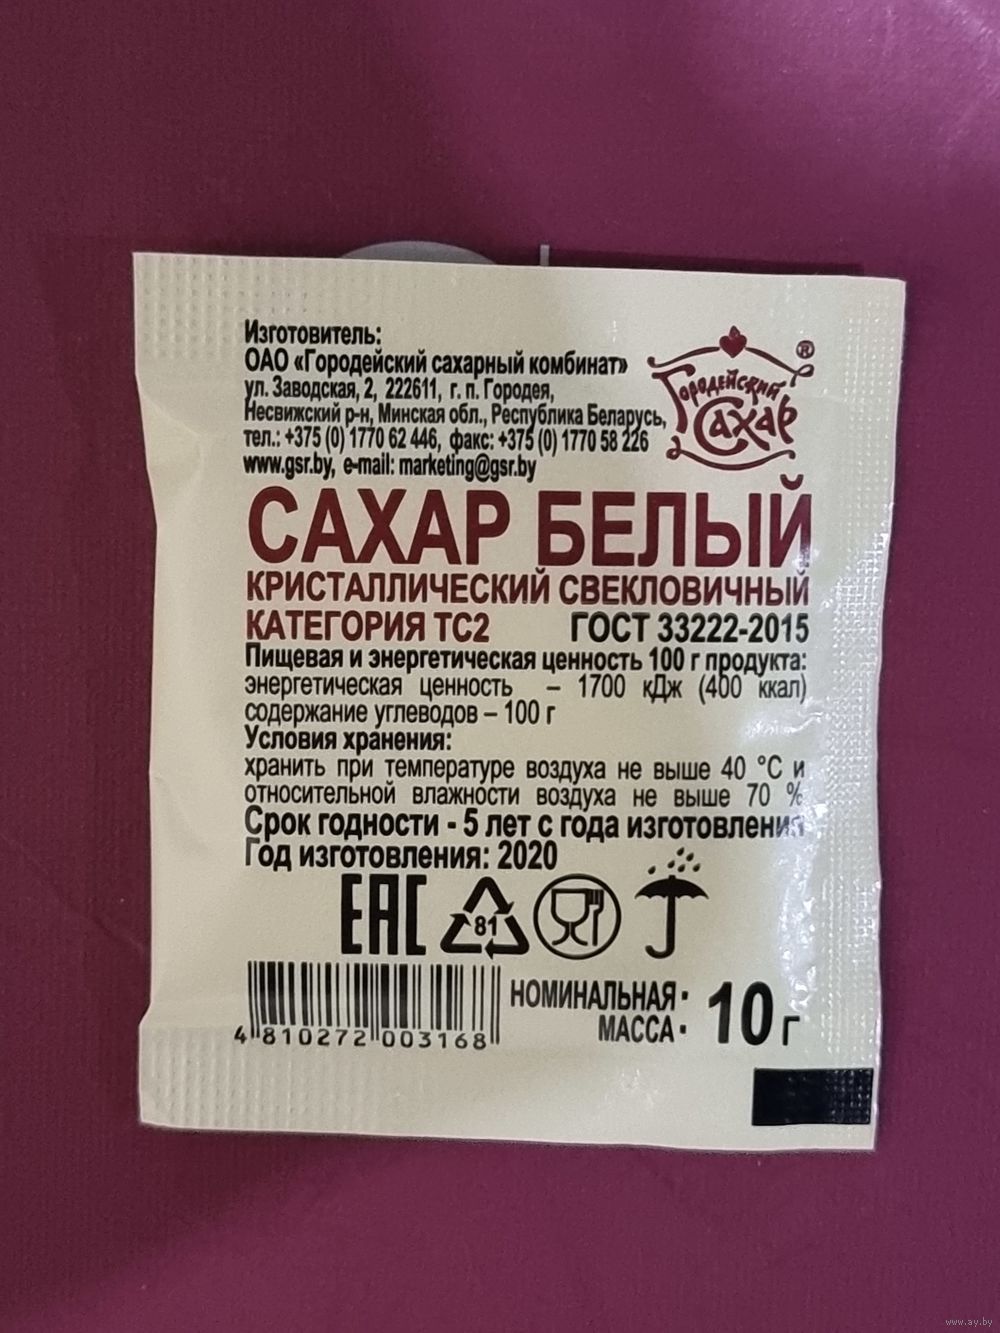 Изготовитель:
ОАО «Городейский сахарный комбинат»
ул. Заводская, 2, 222611, г. п. Городея,
Несвижский р-н, Минская обл., Республика Беларусь,
тел.: +375 (0) 1770 62 446, факс: +375 (0) 1770 58 226
www.gsr.by, e-mail: marketing@gsr.by
Городейский ®
Сахар
САХАР БЕЛЫЙ
КРИСТАЛЛИЧЕСКИЙ СВЕКЛОВИЧНЫЙ
КАТЕГОРИЯ ТС2 ГОСТ 33222-2015
Пищевая и энергетическая ценность 100 г продукта:
энергетическая ценность – 1700 кДж (400 ккал)
содержание углеводов – 100 г
Условия хранения:
хранить при температуре воздуха не выше 40 °С и
относительной влажности воздуха не выше 70 %
Срок годности - 5 лет с года изготовления
Год изготовления: 2020
ЕАС 81
4 810272 003168
НОМИНАЛЬНАЯ
МАССА
10 г
www.ay.by